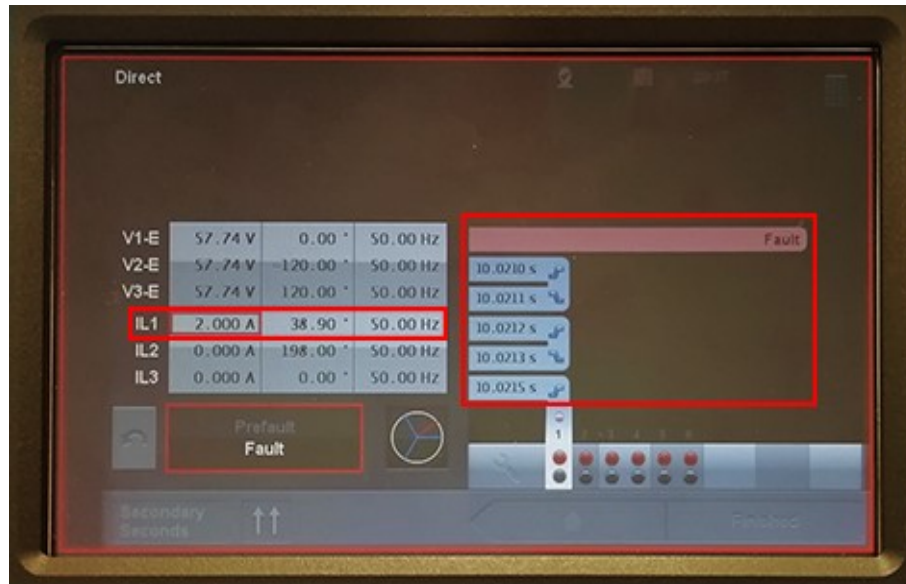 Direct
V1-E 57.74 V 0.00 ° 50.00 Hz
V2-E 57.74 V -120.00 ° 50.00 Hz
V3-E 57.74 V 120.00 ° 50.00 Hz
IL1 2.000 A 38.90 ° 50.00 Hz
IL2 0.000 A 198.00 ° 50.00 Hz
IL3 0.000 A 0.00 ° 50.00 Hz
Fault
10.0210 s
10.0211 s
10.0212 s
10.0213 s
10.0215 s
Prefault
Fault
1
Secondary
Seconds
Finished